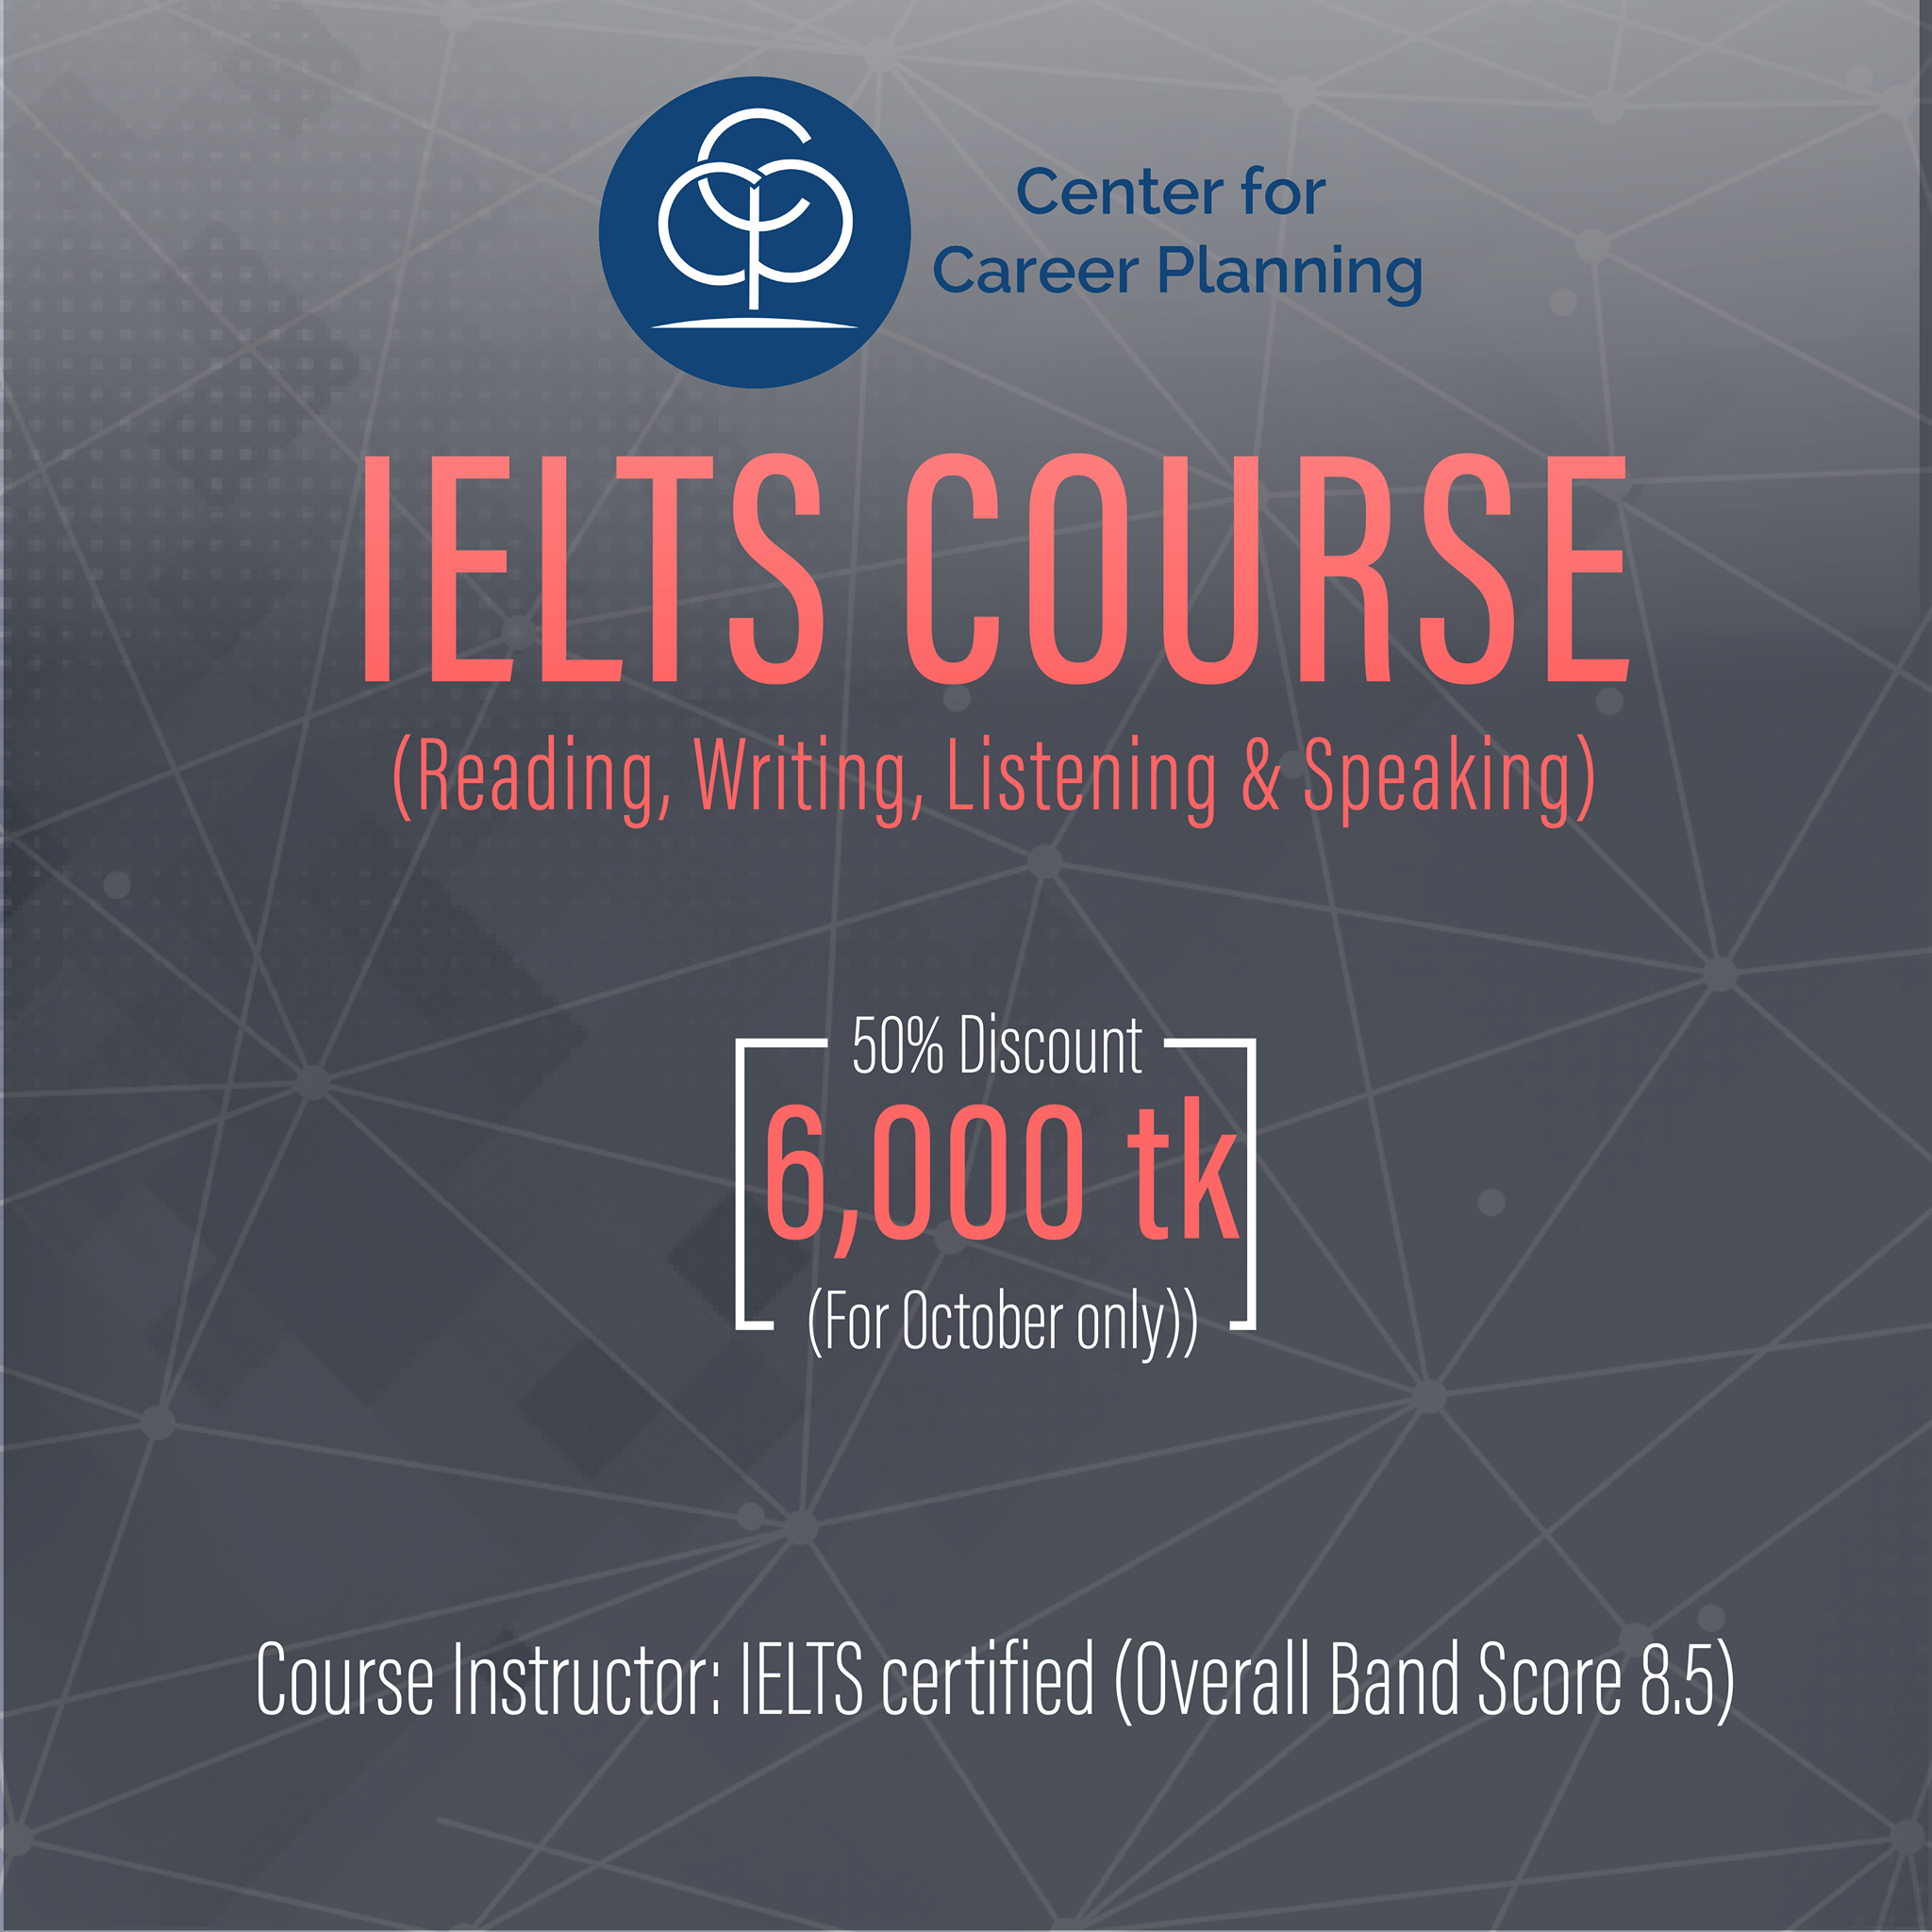 Center for
Career Planning
IELTS COURSE
(Reading, Writing, Listening & Speaking)
50% Discount
6,000 tk
(For October only))
Course Instructor: IELTS certified (Overall Band Score 8.5)